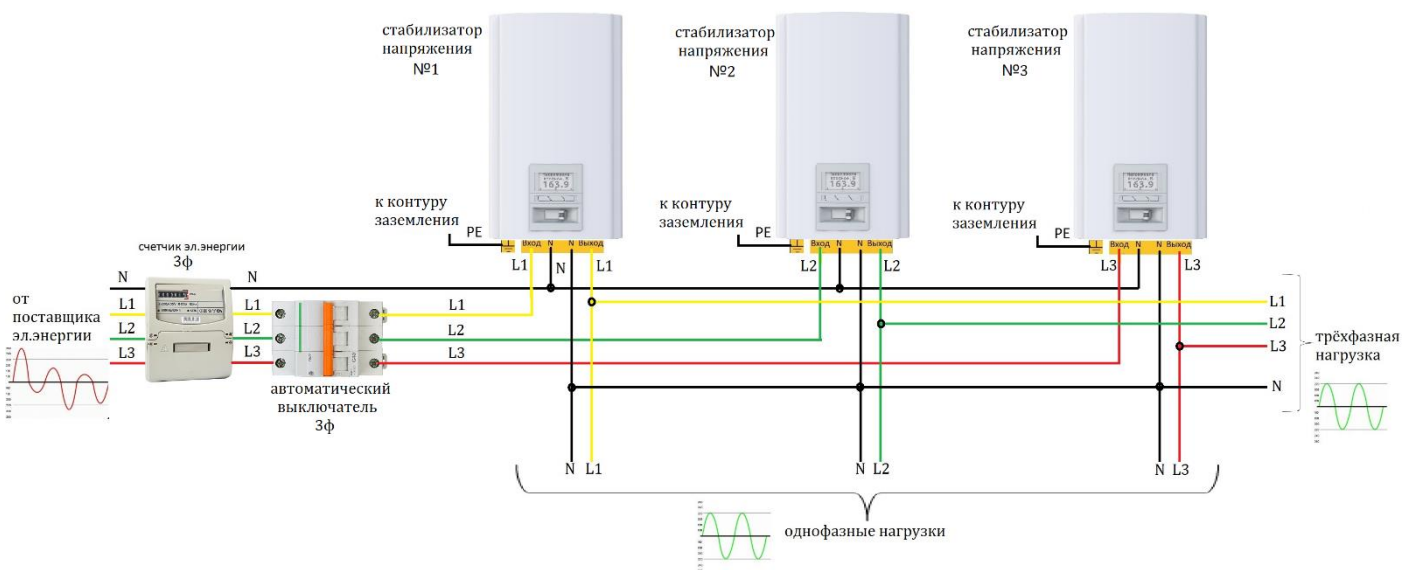 стабилизатор
напряжения
№1
стабилизатор
напряжения
№2
стабилизатор
напряжения
№3
163.9
163.9
163.9
к контуру
заземления
PE
к контуру
заземления
PE
к контуру
заземления
PE
Вход N N Выход
Вход N N Выход
Вход N N Выход
L1 N L1
L2 L2
L3 L3
счетчик эл.энергии
3ф
от
поставщика
эл.энергии
N
L1
L2
L3
N
L1
L2
L3
L1
L2
L3
автоматический
выключатель
3ф
L1
L2
L3
N
трёхфазная
нагрузка
N L1
N L2
N L3
однофазные нагрузки